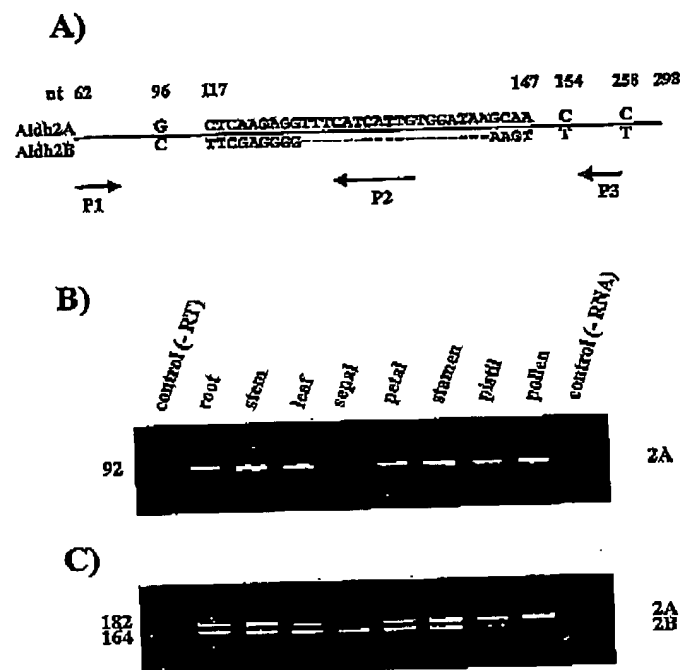 A)
nt 62 96 117 147 154 258 298
Aldh2A G CTCAAGAGGTTTCATCATTGTGGATAAGCAA C C
Aldh2B C TTCGAGGGG------------------AAGT T T
P1 P2 P3
B)
control (- RT) root stem leaf sepal petal stamen pistil pollen control (- RNA)
92 2A
C)
182 2A
164 2B